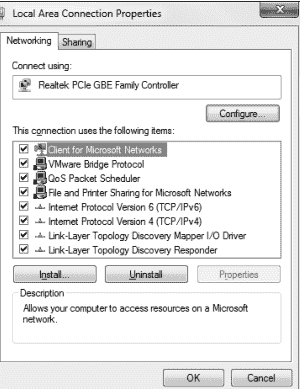 Local Area Connection Properties
Networking Sharing
Connect using:
Realtek PCIe GBE Family Controller
Configure...
This connection uses the following items:
Client for Microsoft Networks
VMware Bridge Protocol
QoS Packet Scheduler
File and Printer Sharing for Microsoft Networks
Internet Protocol Version 6 (TCP/IPv6)
Internet Protocol Version 4 (TCP/IPv4)
Link-Layer Topology Discovery Mapper I/O Driver
Link-Layer Topology Discovery Responder
Install... Uninstall Properties
Description
Allows your computer to access resources on a Microsoft
network.
OK Cancel